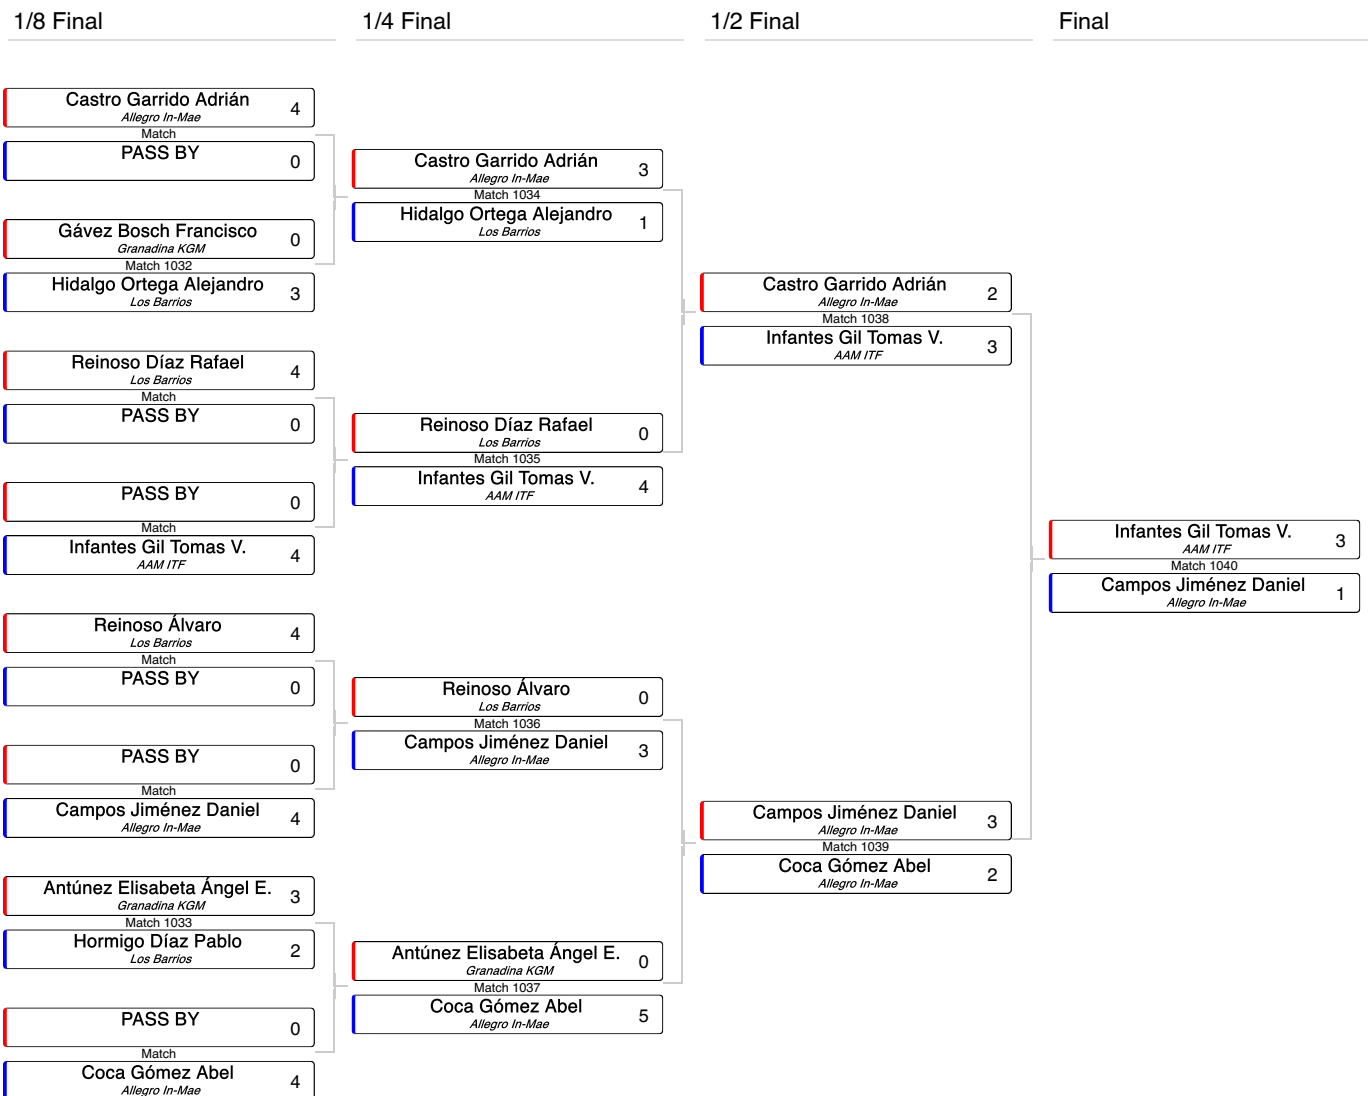 1/8 Final
1/4 Final
1/2 Final
Final
Castro Garrido Adrián 4
Allegro In-Mae
Match
PASS BY 0
Gávez Bosch Francisco 0
Granadina KGM
Match 1032
Hidalgo Ortega Alejandro 3
Los Barrios
Reinoso Díaz Rafael 4
Los Barrios
Match
PASS BY 0
PASS BY 0
Match
Infantes Gil Tomas V. 4
AAM ITF
Reinoso Álvaro 4
Los Barrios
Match
PASS BY 0
PASS BY 0
Match
Campos Jiménez Daniel 4
Allegro In-Mae
Antúnez Elisabeta Ángel E. 3
Granadina KGM
Match 1033
Hormigo Díaz Pablo 2
Los Barrios
PASS BY 0
Match
Coca Gómez Abel 4
Allegro In-Mae
Castro Garrido Adrián 3
Allegro In-Mae
Match 1034
Hidalgo Ortega Alejandro 1
Los Barrios
Reinoso Díaz Rafael 0
Los Barrios
Match 1035
Infantes Gil Tomas V. 4
AAM ITF
Reinoso Álvaro 0
Los Barrios
Match 1036
Campos Jiménez Daniel 3
Allegro In-Mae
Antúnez Elisabeta Ángel E. 0
Granadina KGM
Match 1037
Coca Gómez Abel 5
Allegro In-Mae
Castro Garrido Adrián 2
Allegro In-Mae
Match 1038
Infantes Gil Tomas V. 3
AAM ITF
Campos Jiménez Daniel 3
Allegro In-Mae
Match 1039
Coca Gómez Abel 2
Allegro In-Mae
Infantes Gil Tomas V. 3
AAM ITF
Match 1040
Campos Jiménez Daniel 1
Allegro In-Mae